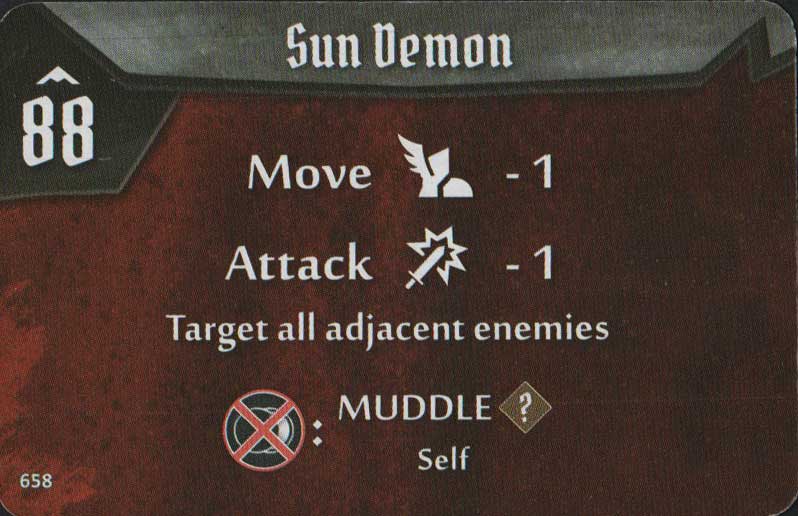 Sun Demon
88
Move - 1
Attack - 1
Target all adjacent enemies
: MUDDLE ?
Self
658